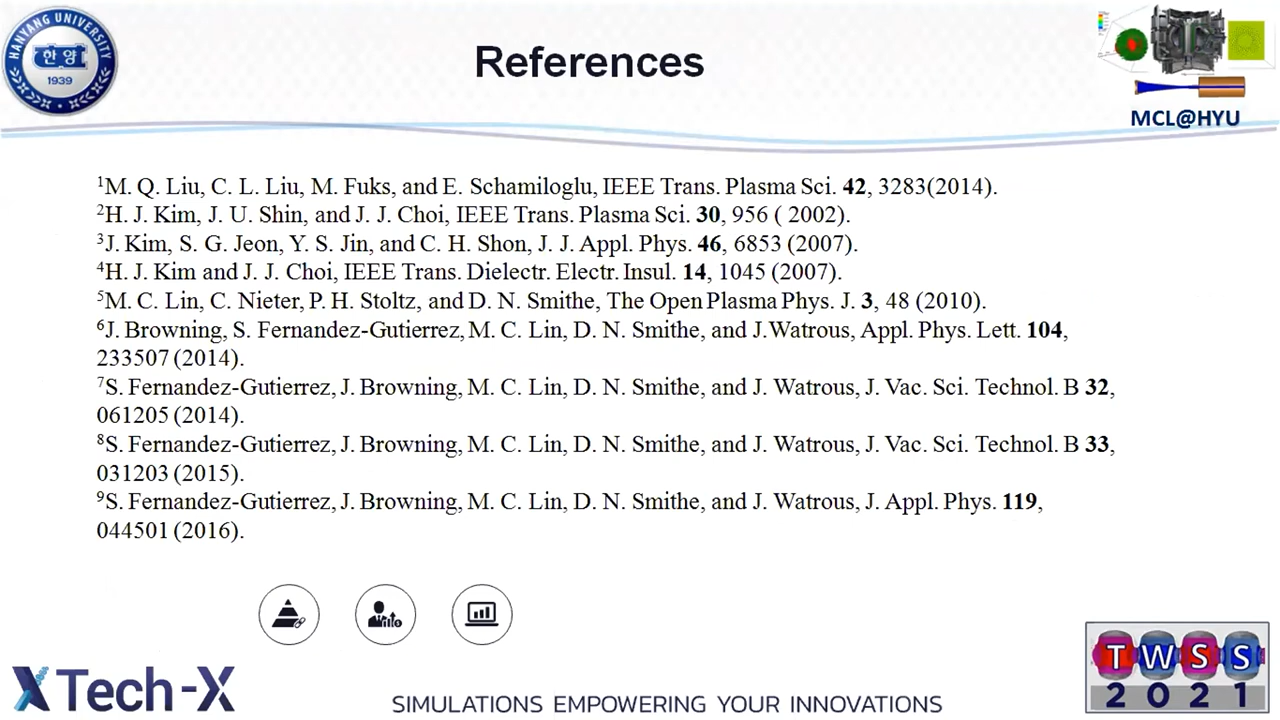 HANYANG UNIVERSITY
한양
1939
References
MCL@HYU
¹M. Q. Liu, C. L. Liu, M. Fuks, and E. Schamiloglu, IEEE Trans. Plasma Sci. 42, 3283(2014).
²H. J. Kim, J. U. Shin, and J. J. Choi, IEEE Trans. Plasma Sci. 30, 956 ( 2002).
³J. Kim, S. G. Jeon, Y. S. Jin, and C. H. Shon, J. J. Appl. Phys. 46, 6853 (2007).
⁴H. J. Kim and J. J. Choi, IEEE Trans. Dielectr. Electr. Insul. 14, 1045 (2007).
⁵M. C. Lin, C. Nieter, P. H. Stoltz, and D. N. Smithe, The Open Plasma Phys. J. 3, 48 (2010).
⁶J. Browning, S. Fernandez-Gutierrez, M. C. Lin, D. N. Smithe, and J.Watrous, Appl. Phys. Lett. 104,
233507 (2014).
⁷S. Fernandez-Gutierrez, J. Browning, M. C. Lin, D. N. Smithe, and J. Watrous, J. Vac. Sci. Technol. B 32,
061205 (2014).
⁸S. Fernandez-Gutierrez, J. Browning, M. C. Lin, D. N. Smithe, and J. Watrous, J. Vac. Sci. Technol. B 33,
031203 (2015).
⁹S. Fernandez-Gutierrez, J. Browning, M. C. Lin, D. N. Smithe, and J. Watrous, J. Appl. Phys. 119,
044501 (2016).
Tech-X
SIMULATIONS EMPOWERING YOUR INNOVATIONS
TWSS
2021